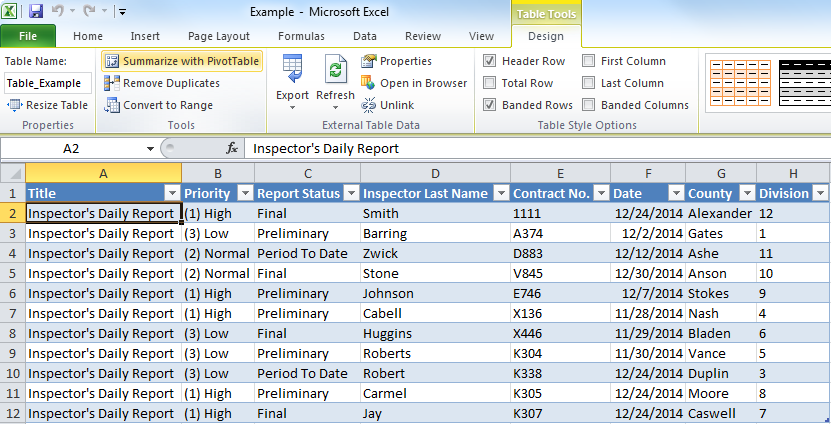 Example - Microsoft Excel
Table Tools
File Home Insert Page Layout Formulas Data Review View Design
Table Name: Summarize with PivotTable Properties Header Row First Column
Table_Example Remove Duplicates Export Refresh Open in Browser Total Row Last Column
Resize Table Convert to Range Unlink Banded Rows Banded Columns
Properties Tools External Table Data Table Style Options
A2 fx Inspector's Daily Report
A B C D E F G H
1 Title Priority Report Status Inspector Last Name Contract No. Date County Division
2 Inspector's Daily Report (1) High Final Smith 1111 12/24/2014 Alexander 12
3 Inspector's Daily Report (3) Low Preliminary Barring A374 12/2/2014 Gates 1
4 Inspector's Daily Report (2) Normal Period To Date Zwick D883 12/12/2014 Ashe 11
5 Inspector's Daily Report (2) Normal Final Stone V845 12/30/2014 Anson 10
6 Inspector's Daily Report (1) High Preliminary Johnson E746 12/7/2014 Stokes 9
7 Inspector's Daily Report (1) High Preliminary Cabell X136 11/28/2014 Nash 4
8 Inspector's Daily Report (3) Low Final Huggins X446 11/29/2014 Bladen 6
9 Inspector's Daily Report (3) Low Preliminary Roberts K304 11/30/2014 Vance 5
10 Inspector's Daily Report (3) Low Period To Date Robert K338 12/24/2014 Duplin 3
11 Inspector's Daily Report (1) High Preliminary Carmel K305 12/24/2014 Moore 8
12 Inspector's Daily Report (1) High Final Jay K307 12/24/2014 Caswell 7